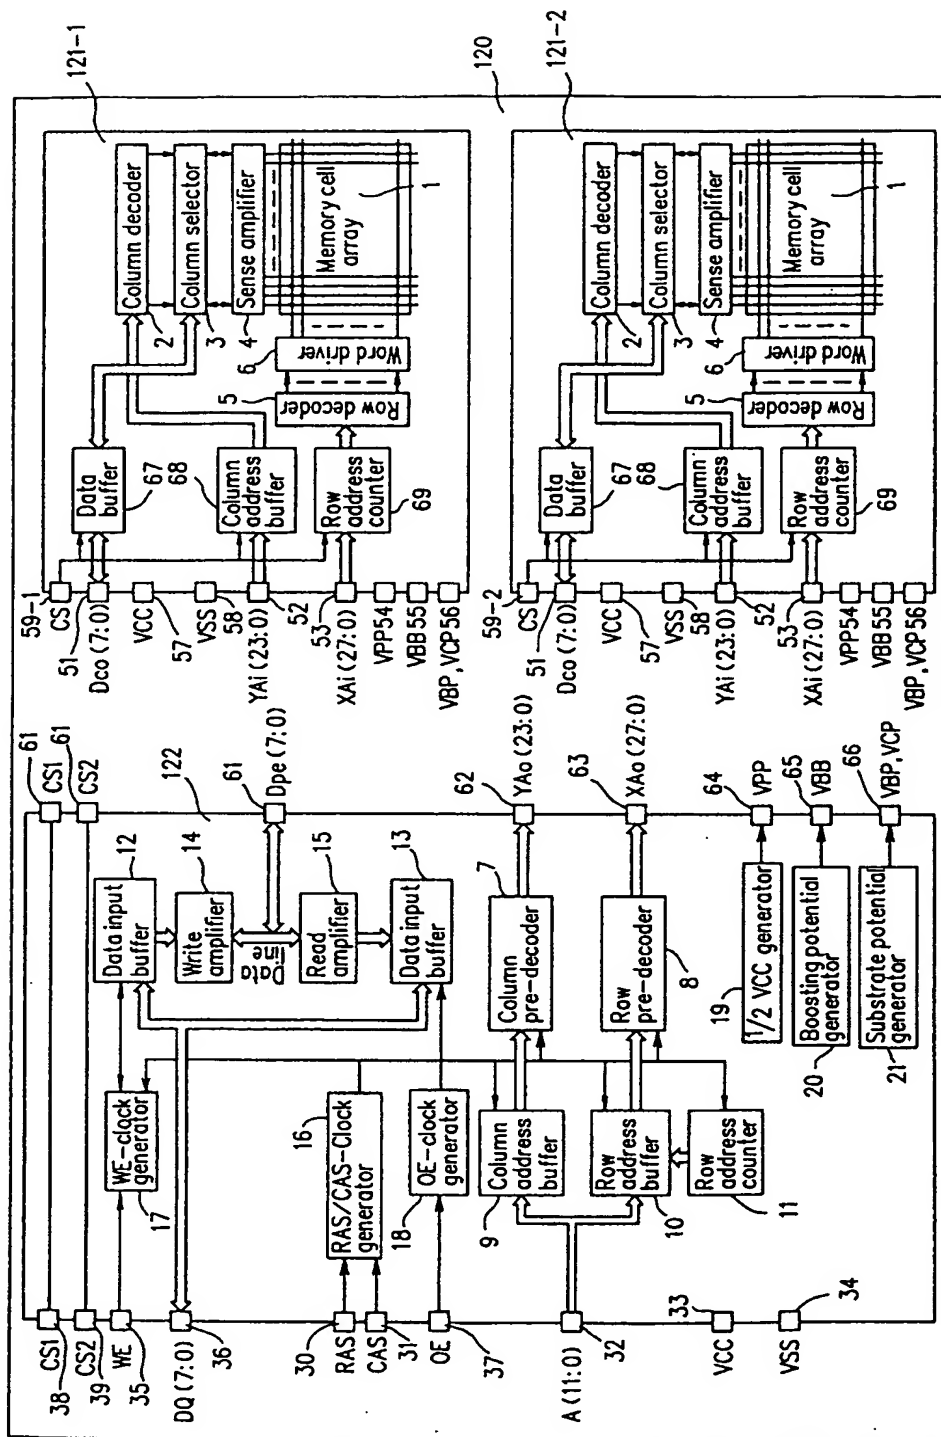 120
122
CS1
38
CS2
39
WE
35
DQ (7:0)
36
RAS
30
CAS
31
OE
37
A (11:0)
32
VCC
33
VSS
34
WE-clock
generator
17
RAS/CAS-Clock
generator
16
OE-clock
generator
18
Column
address
buffer
9
Row
address
buffer
10
Row
address
counter
11
Data input
buffer
12
Write
amplifier
14
Data
line
Read
amplifier
15
Data input
buffer
13
Column
pre-decoder
7
Row
pre-decoder
8
1/2 VCC generator
19
Boosting potential
generator
20
Substrate potential
generator
21
61
CS1
61
CS2
61
Dpe (7:0)
62
YAo (23:0)
63
XAo (27:0)
64
VPP
65
VBB
66
VBP,VCP
121-1
59-1
CS
51
Dco (7:0)
VCC
57
VSS
58
YAi (23:0)
52
53
XAi (27:0)
VPP54
VBB55
VBP,VCP56
Data
buffer
67
68
Column
address
buffer
Row
address
counter
69
Column decoder
2
Column selector
3
Sense amplifier
4
5
Row decoder
6
Word driver
Memory cell
array
1
121-2
59-2
CS
51
Dco (7:0)
VCC
57
VSS
58
YAi (23:0)
52
53
XAi (27:0)
VPP54
VBB55
VBP,VCP56
Data
buffer
67
68
Column
address
buffer
Row
address
counter
69
Column decoder
2
Column selector
3
Sense amplifier
4
5
Row decoder
6
Word driver
Memory cell
array
1